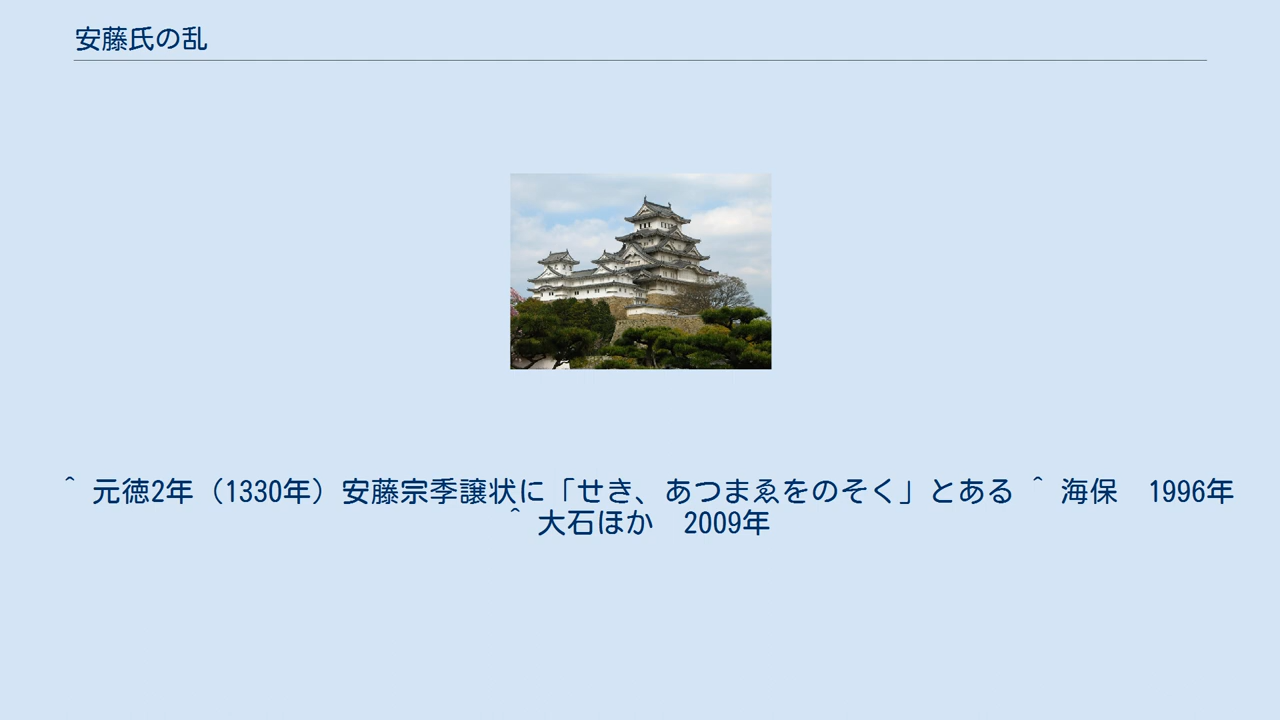 安藤氏の乱
^ 元徳2年（1330年）安藤宗季譲状に「せき、あつまゑをのそく」とある ^ 海保　1996年
^ 大石ほか　2009年